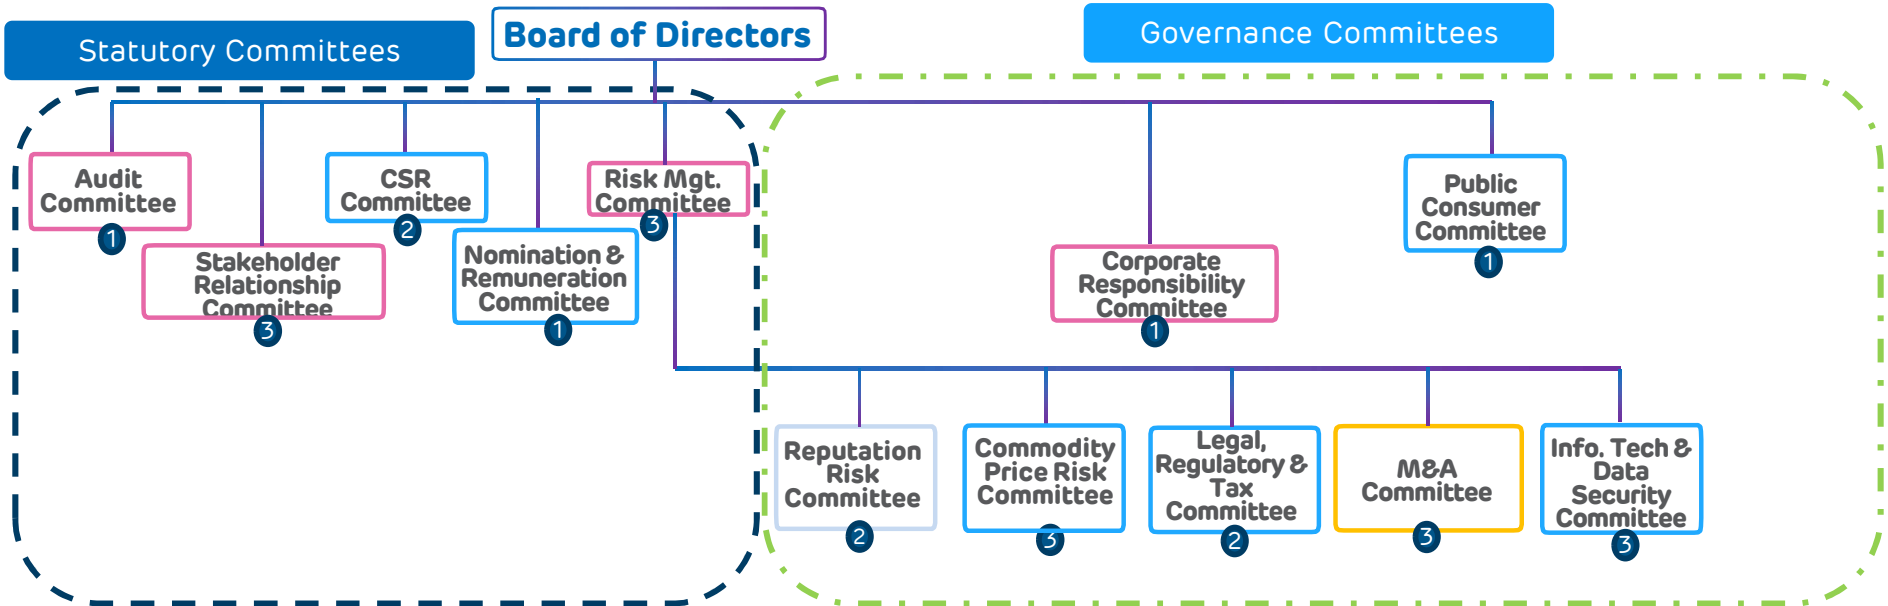 Statutory Committees
Board of Directors
Governance Committees
Audit
Committee
1
Stakeholder
Relationship
Committee
3
CSR
Committee
2
Nomination &
Remuneration
Committee
1
Risk Mgt.
Committee
3
Corporate
Responsibility
Committee
1
Public
Consumer
Committee
1
Reputation
Risk
Committee
2
Commodity
Price Risk
Committee
3
Legal,
Regulatory &
Tax
Committee
2
M&A
Committee
3
Info. Tech &
Data
Security
Committee
3